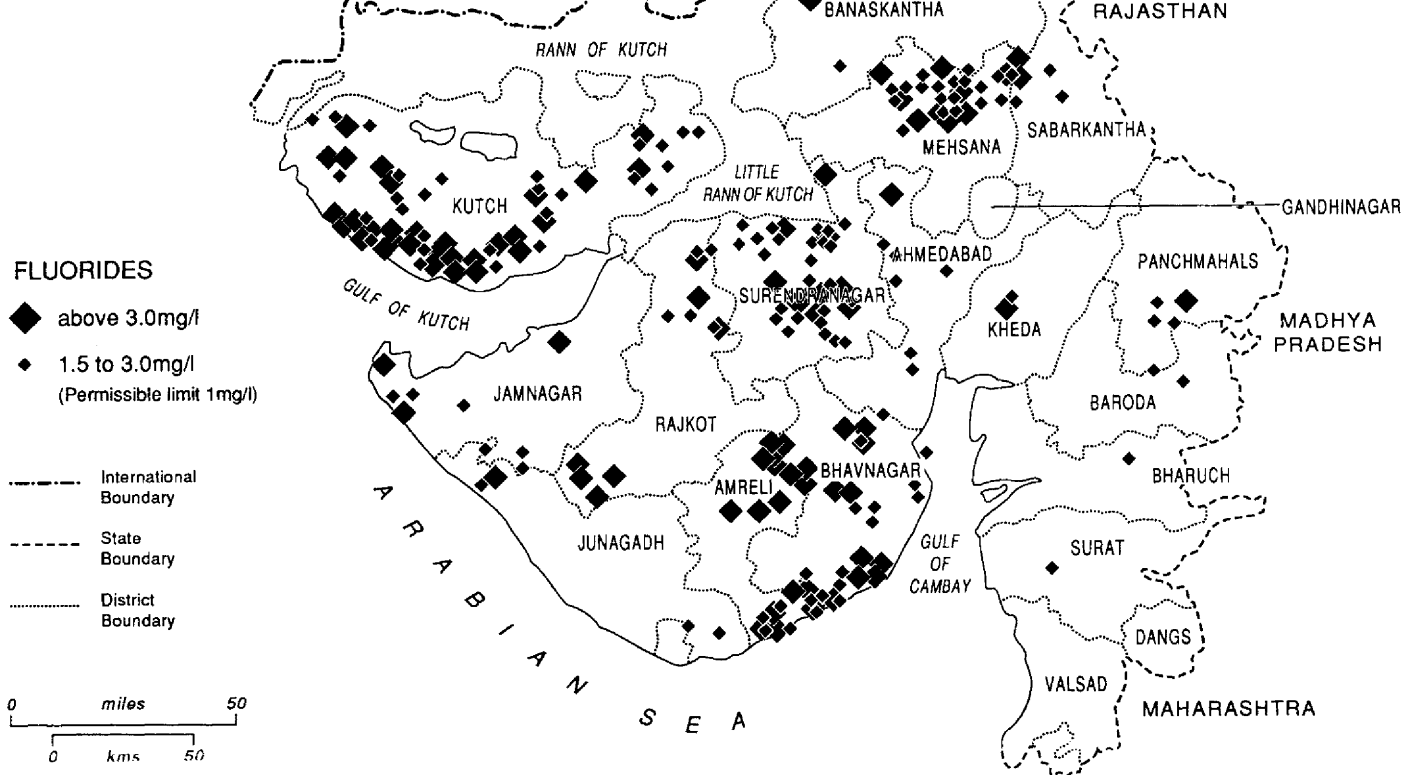 BANASKANTHA
RAJASTHAN
RANN OF KUTCH
SABARKANTHA
MEHSANA
LITTLE
RANN OF KUTCH
KUTCH
GANDHINAGAR
AHMEDABAD
PANCHMAHALS
FLUORIDES
above 3.0mg/l
1.5 to 3.0mg/l
(Permissible limit 1mg/l)
GULF OF KUTCH
SURENDRANAGAR
KHEDA
MADHYA
PRADESH
JAMNAGAR
BARODA
RAJKOT
BHAVNAGAR
BHARUCH
AMRELI
International
Boundary
State
Boundary
District
Boundary
JUNAGADH
GULF
OF
CAMBAY
SURAT
DANGS
VALSAD
MAHARASHTRA
ARABIAN SEA
0 miles 50
0 kms 50